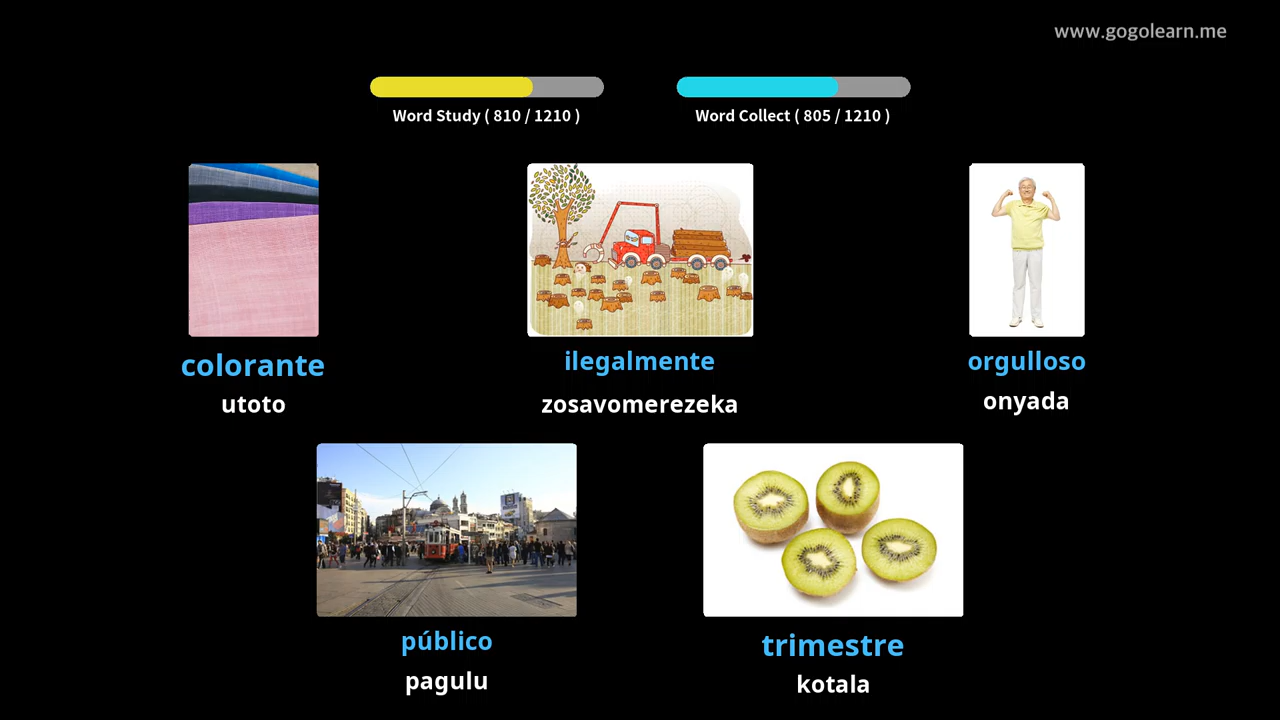 www.gogolearn.me
Word Study ( 810 / 1210 )
Word Collect ( 805 / 1210 )
colorante
utoto
ilegalmente
zosavomerezeka
orgulloso
onyada
público
pagulu
trimestre
kotala